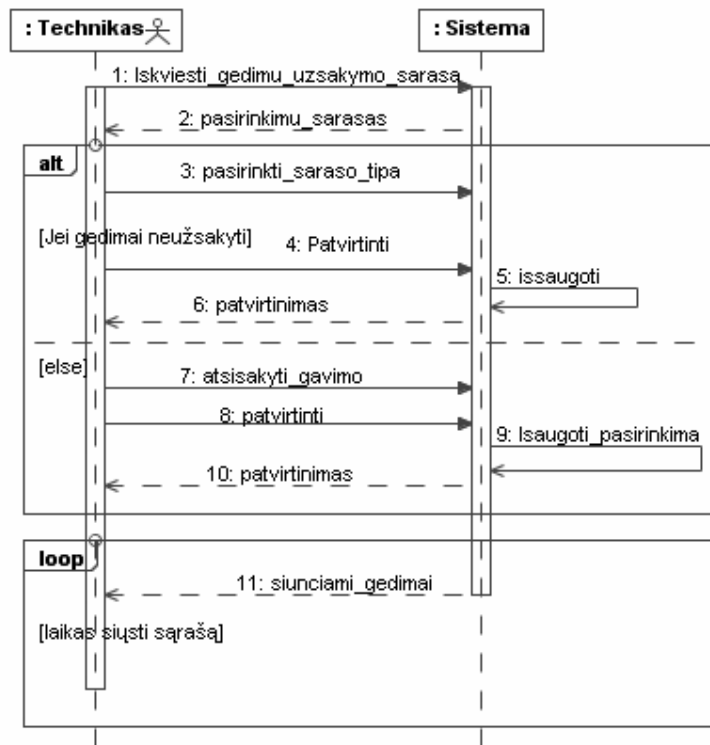 : Technikas
: Sistema
1: Iskviesti_gedimu_uzsakymo_sarasa
2: pasirinkimu_sarasas
alt
3: pasirinkti_saraso_tipa
[Jei gedimai neužsakyti]
4: Patvirtinti
5: issaugoti
6: patvirtinimas
[else]
7: atsisakyti_gavimo
8: patvirtinti
9: Isaugoti_pasirinkima
10: patvirtinimas
loop
11: siunciami_gedimai
[laikas siųsti sąrašą]